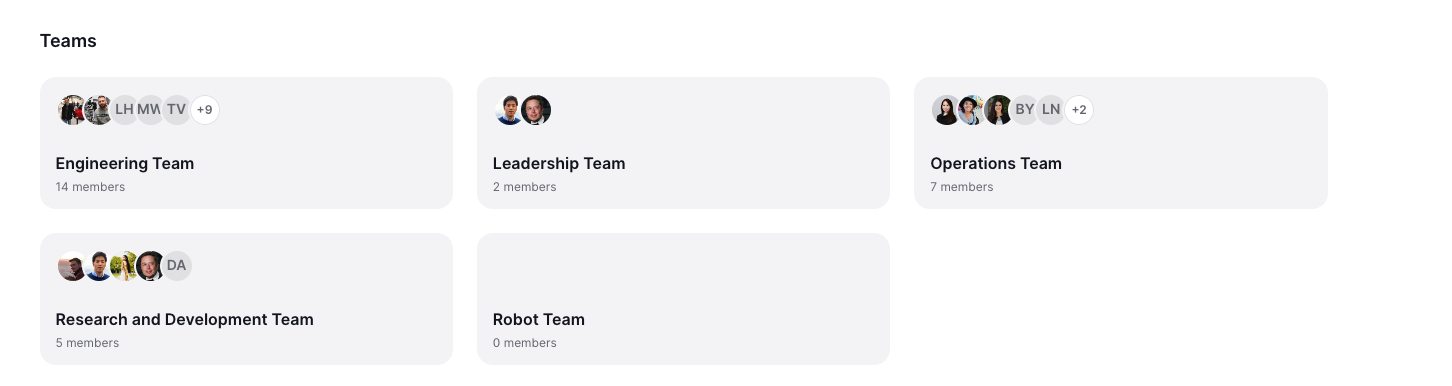 Teams
LH MW TV +9
Engineering Team
14 members
Leadership Team
2 members
BY LN +2
Operations Team
7 members
DA
Research and Development Team
5 members
Robot Team
0 members